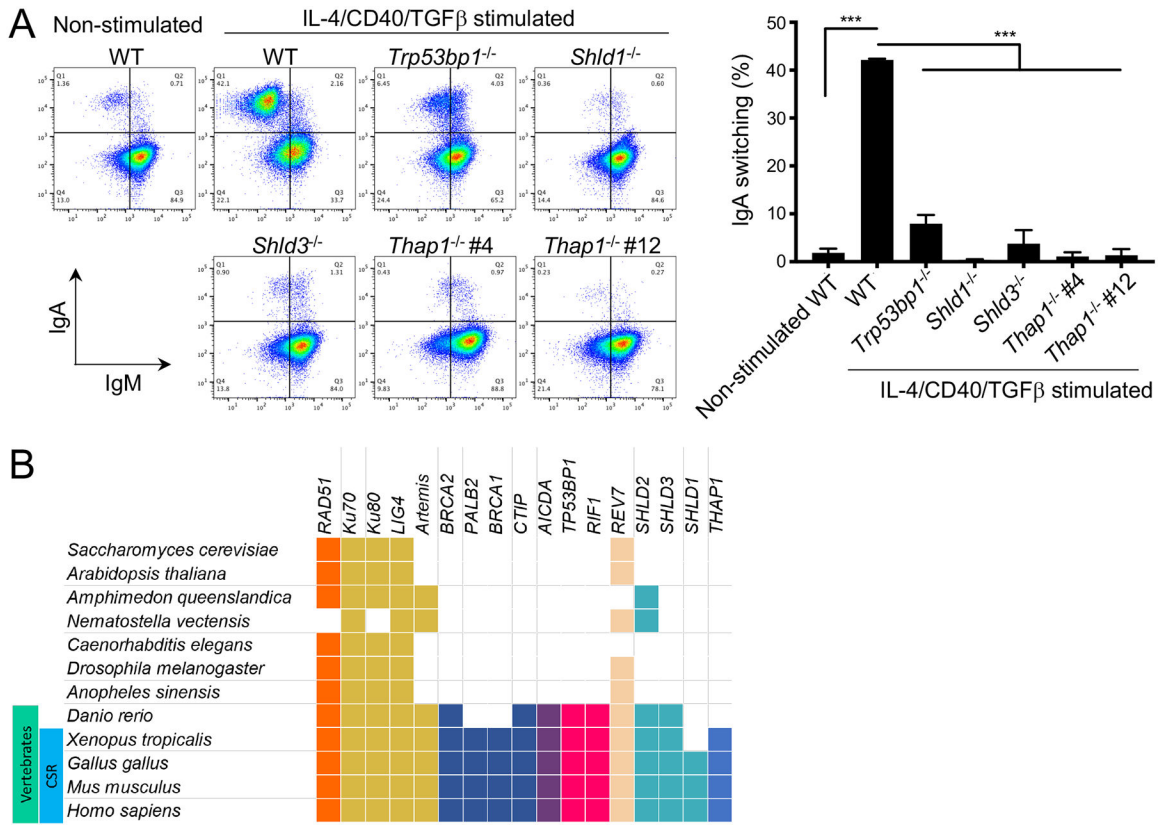 A
Non-stimulated
IL-4/CD40/TGFβ stimulated
WT
WT
Trp53bp1-/-
Shld1-/-
Q1
1.36
Q2
0.71
Q4
13.0
Q3
84.9
Q1
42.1
Q2
2.16
Q4
22.1
Q3
33.7
Q1
6.45
Q2
4.03
Q4
24.4
Q3
65.2
Q1
0.36
Q2
0.60
Q4
14.4
Q3
84.6
Shld3-/-
Thap1-/- #4
Thap1-/- #12
Q1
0.90
Q2
1.31
Q4
13.8
Q3
84.0
Q1
0.43
Q2
0.97
Q4
9.83
Q3
88.8
Q1
0.23
Q2
0.27
Q4
21.4
Q3
78.1
IgA
IgM
IgA switching (%)
50
40
30
20
10
0
***
***
Non-stimulated WT
WT
Trp53bp1-/-
Shld1-/-
Shld3-/-
Thap1-/- #4
Thap1-/- #12
IL-4/CD40/TGFβ stimulated
B
RAD51
Ku70
Ku80
LIG4
Artemis
BRCA2
PALB2
BRCA1
CTIP
AICDA
TP53BP1
RIF1
REV7
SHLD2
SHLD3
SHLD1
THAP1
Saccharomyces cerevisiae
Arabidopsis thaliana
Amphimedon queenslandica
Nematostella vectensis
Caenorhabditis elegans
Drosophila melanogaster
Anopheles sinensis
Danio rerio
Xenopus tropicalis
Gallus gallus
Mus musculus
Homo sapiens
Vertebrates
CSR